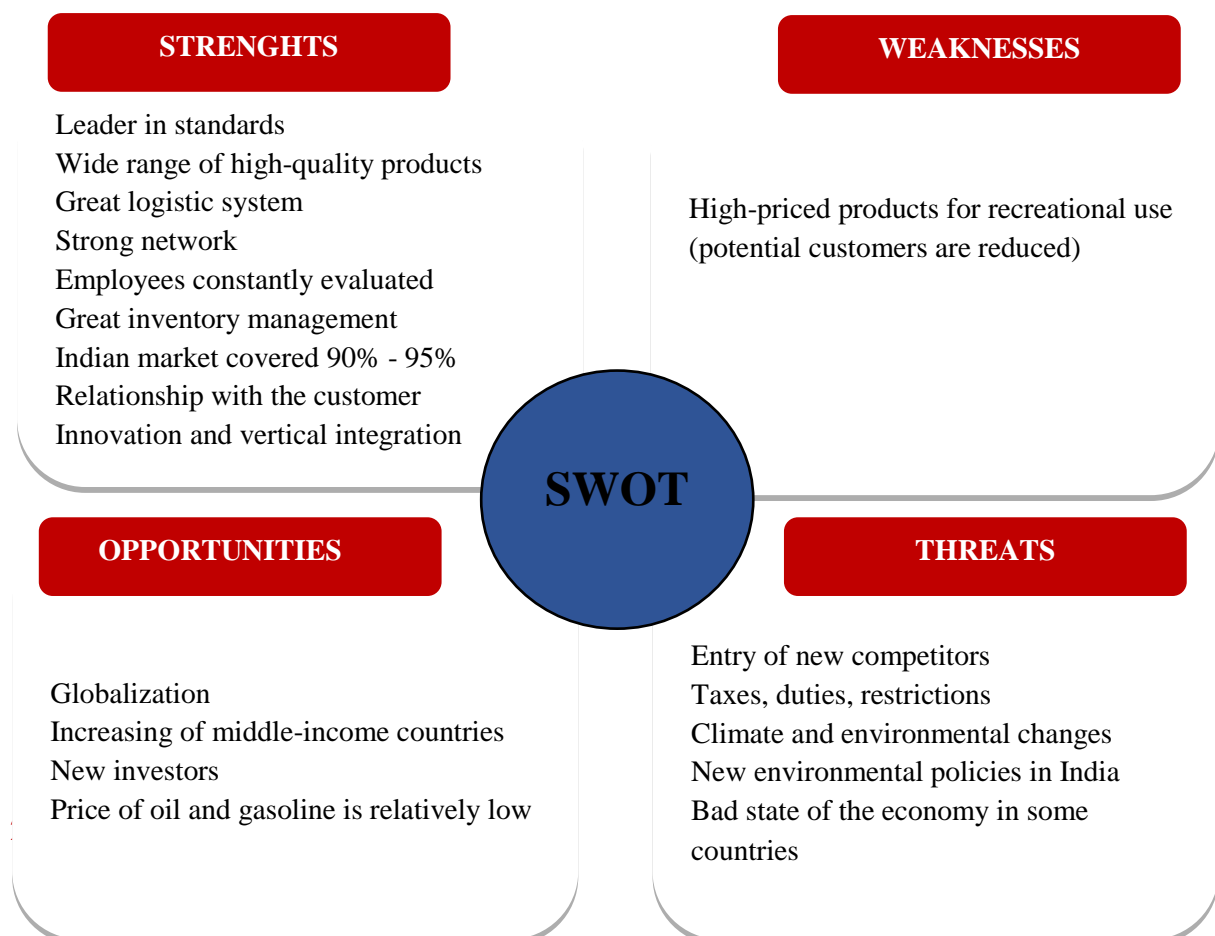 STRENGHTS
Leader in standards
Wide range of high-quality products
Great logistic system
Strong network
Employees constantly evaluated
Great inventory management
Indian market covered 90% - 95%
Relationship with the customer
Innovation and vertical integration
WEAKNESSES
High-priced products for recreational use
(potential customers are reduced)
SWOT
OPPORTUNITIES
Globalization
Increasing of middle-income countries
New investors
Price of oil and gasoline is relatively low
THREATS
Entry of new competitors
Taxes, duties, restrictions
Climate and environmental changes
New environmental policies in India
Bad state of the economy in some
countries